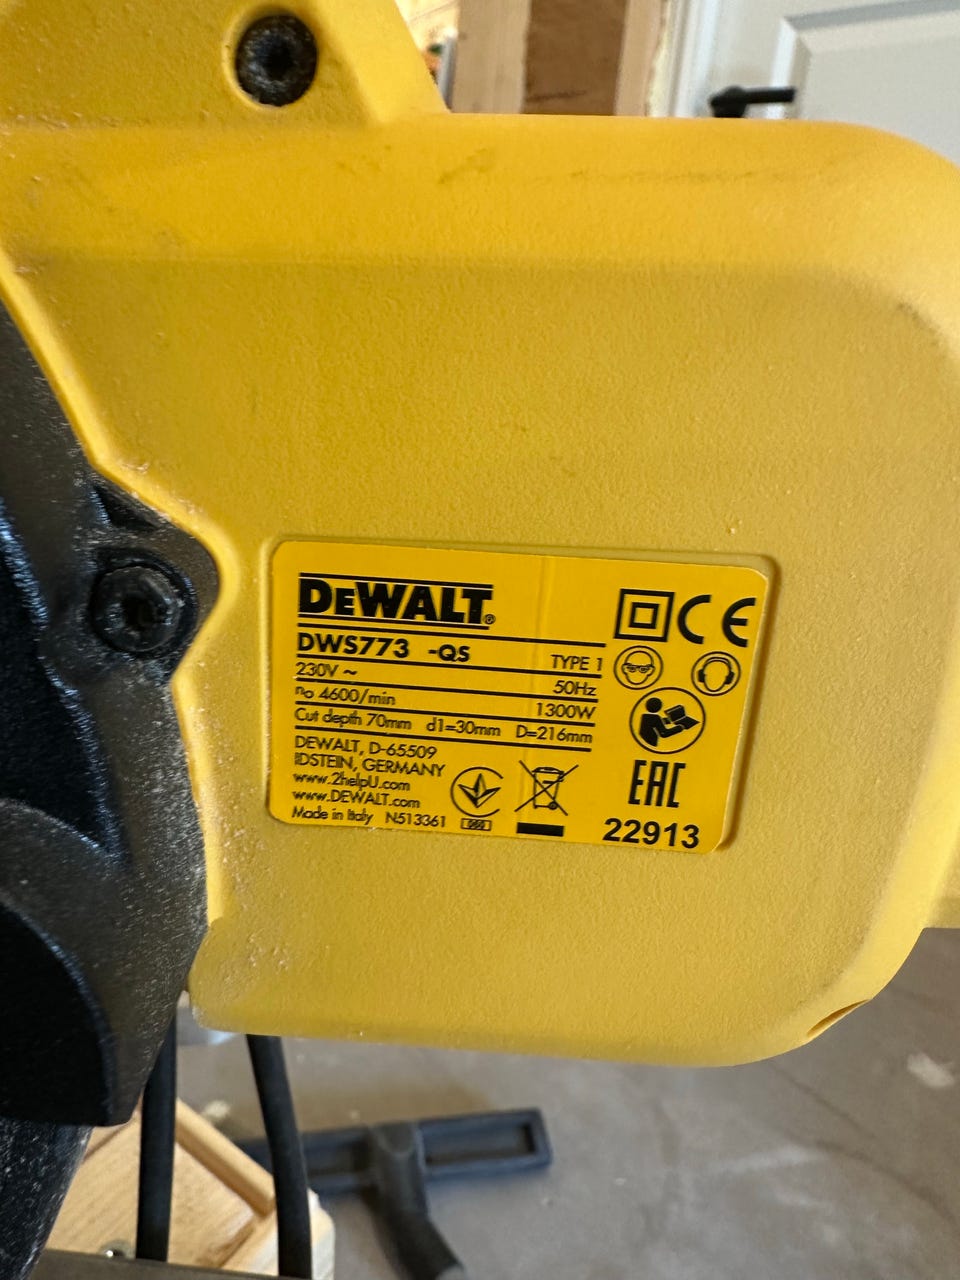 DEWALT®
DWS773 -QS TYPE 1
230V ~ 50Hz
n₀ 4600/min 1300W
Cut depth 70mm d1=30mm D=216mm
DEWALT, D-65509
IDSTEIN, GERMANY
www.2helpU.com
www.DEWALT.com
Made in Italy N513361
CE
EAC
22913